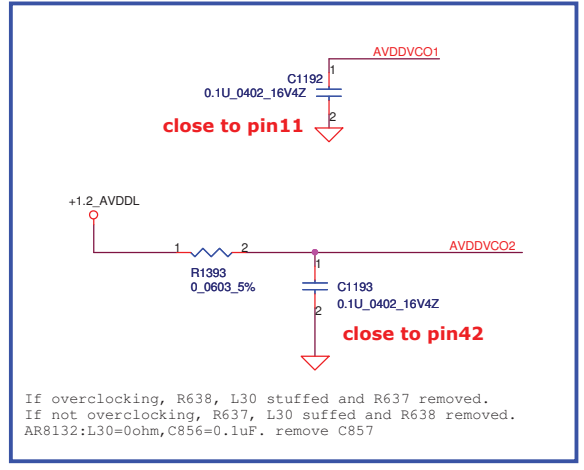 AVDDVCO1
1
C1192
0.1U_0402_16V4Z
2
close to pin11
+1.2_AVDDL
1
2
AVDDVCO2
R1393
0_0603_5%
1
C1193
0.1U_0402_16V4Z
2
close to pin42
If overclocking, R638, L30 stuffed and R637 removed.
If not overclocking, R637, L30 suffed and R638 removed.
AR8132:L30=0ohm,C856=0.1uF. remove C857